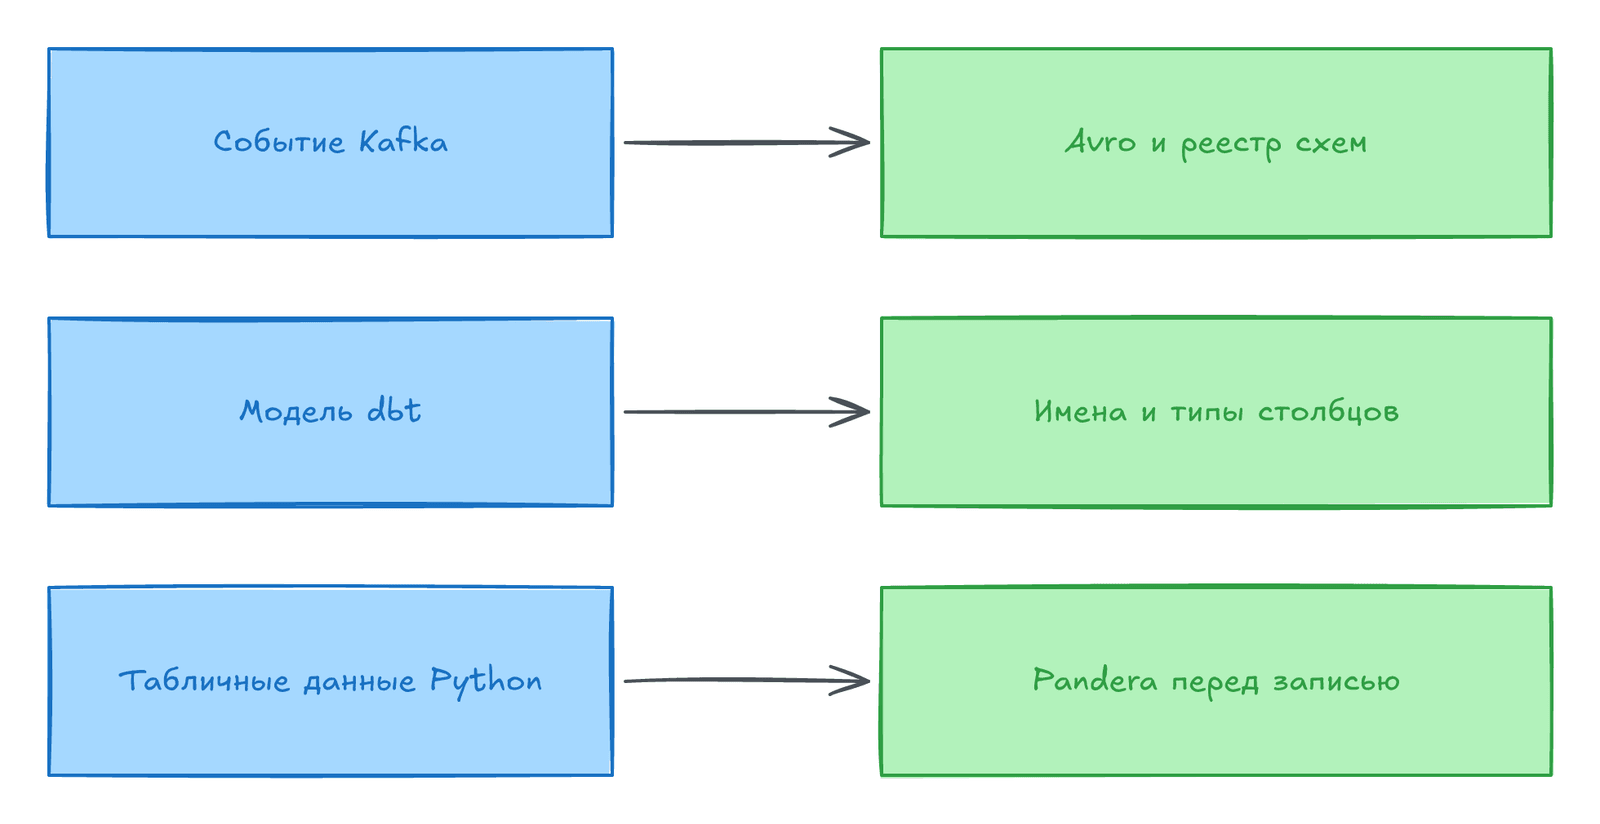 Событие Kafka
Avro и реестр схем
Модель dbt
Имена и типы столбцов
Табличные данные Python
Pandera перед записью